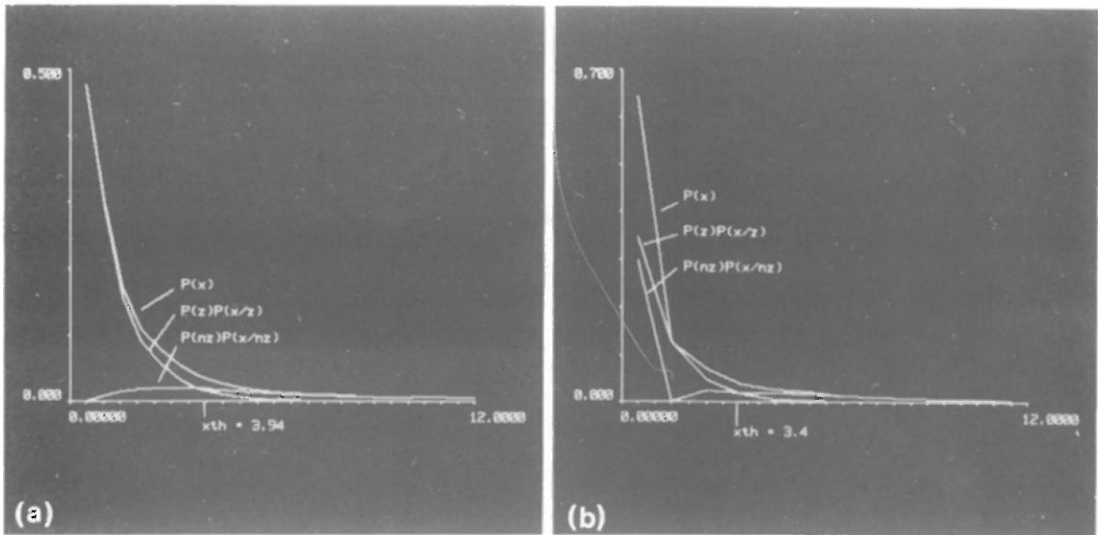 0.500
P(x)
P(z)P(x/z)
P(nz)P(x/nz)
0.000
0.00000
12.0000
xth = 3.94
(a)
0.700
P(x)
P(z)P(x/z)
P(nz)P(x/nz)
0.000
0.00000
12.0000
xth = 3.4
(b)